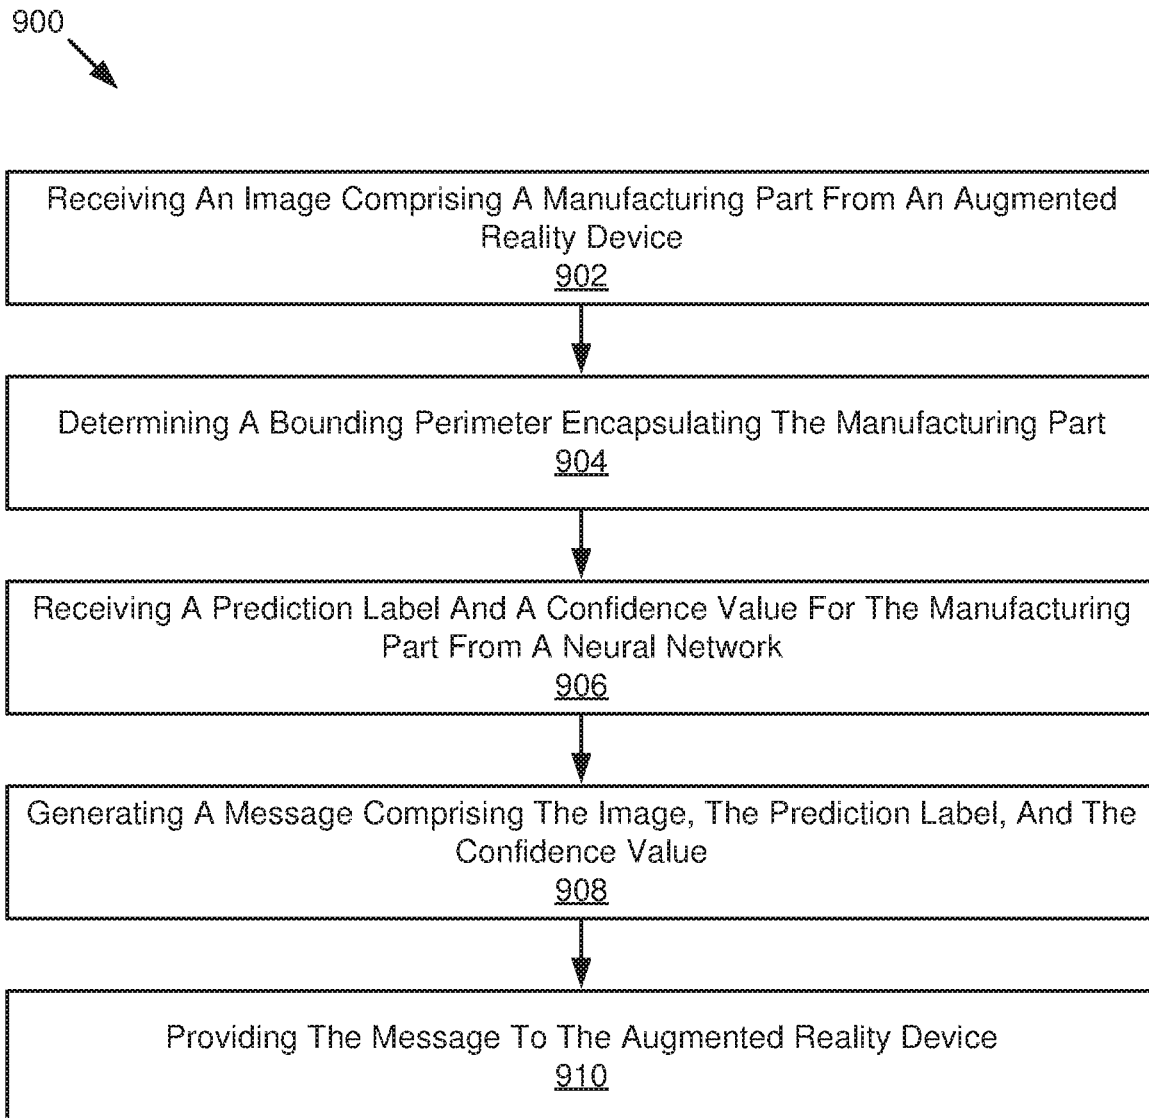 900
Receiving An Image Comprising A Manufacturing Part From An Augmented
Reality Device
902
Determining A Bounding Perimeter Encapsulating The Manufacturing Part
904
Receiving A Prediction Label And A Confidence Value For The Manufacturing
Part From A Neural Network
906
Generating A Message Comprising The Image, The Prediction Label, And The
Confidence Value
908
Providing The Message To The Augmented Reality Device
910